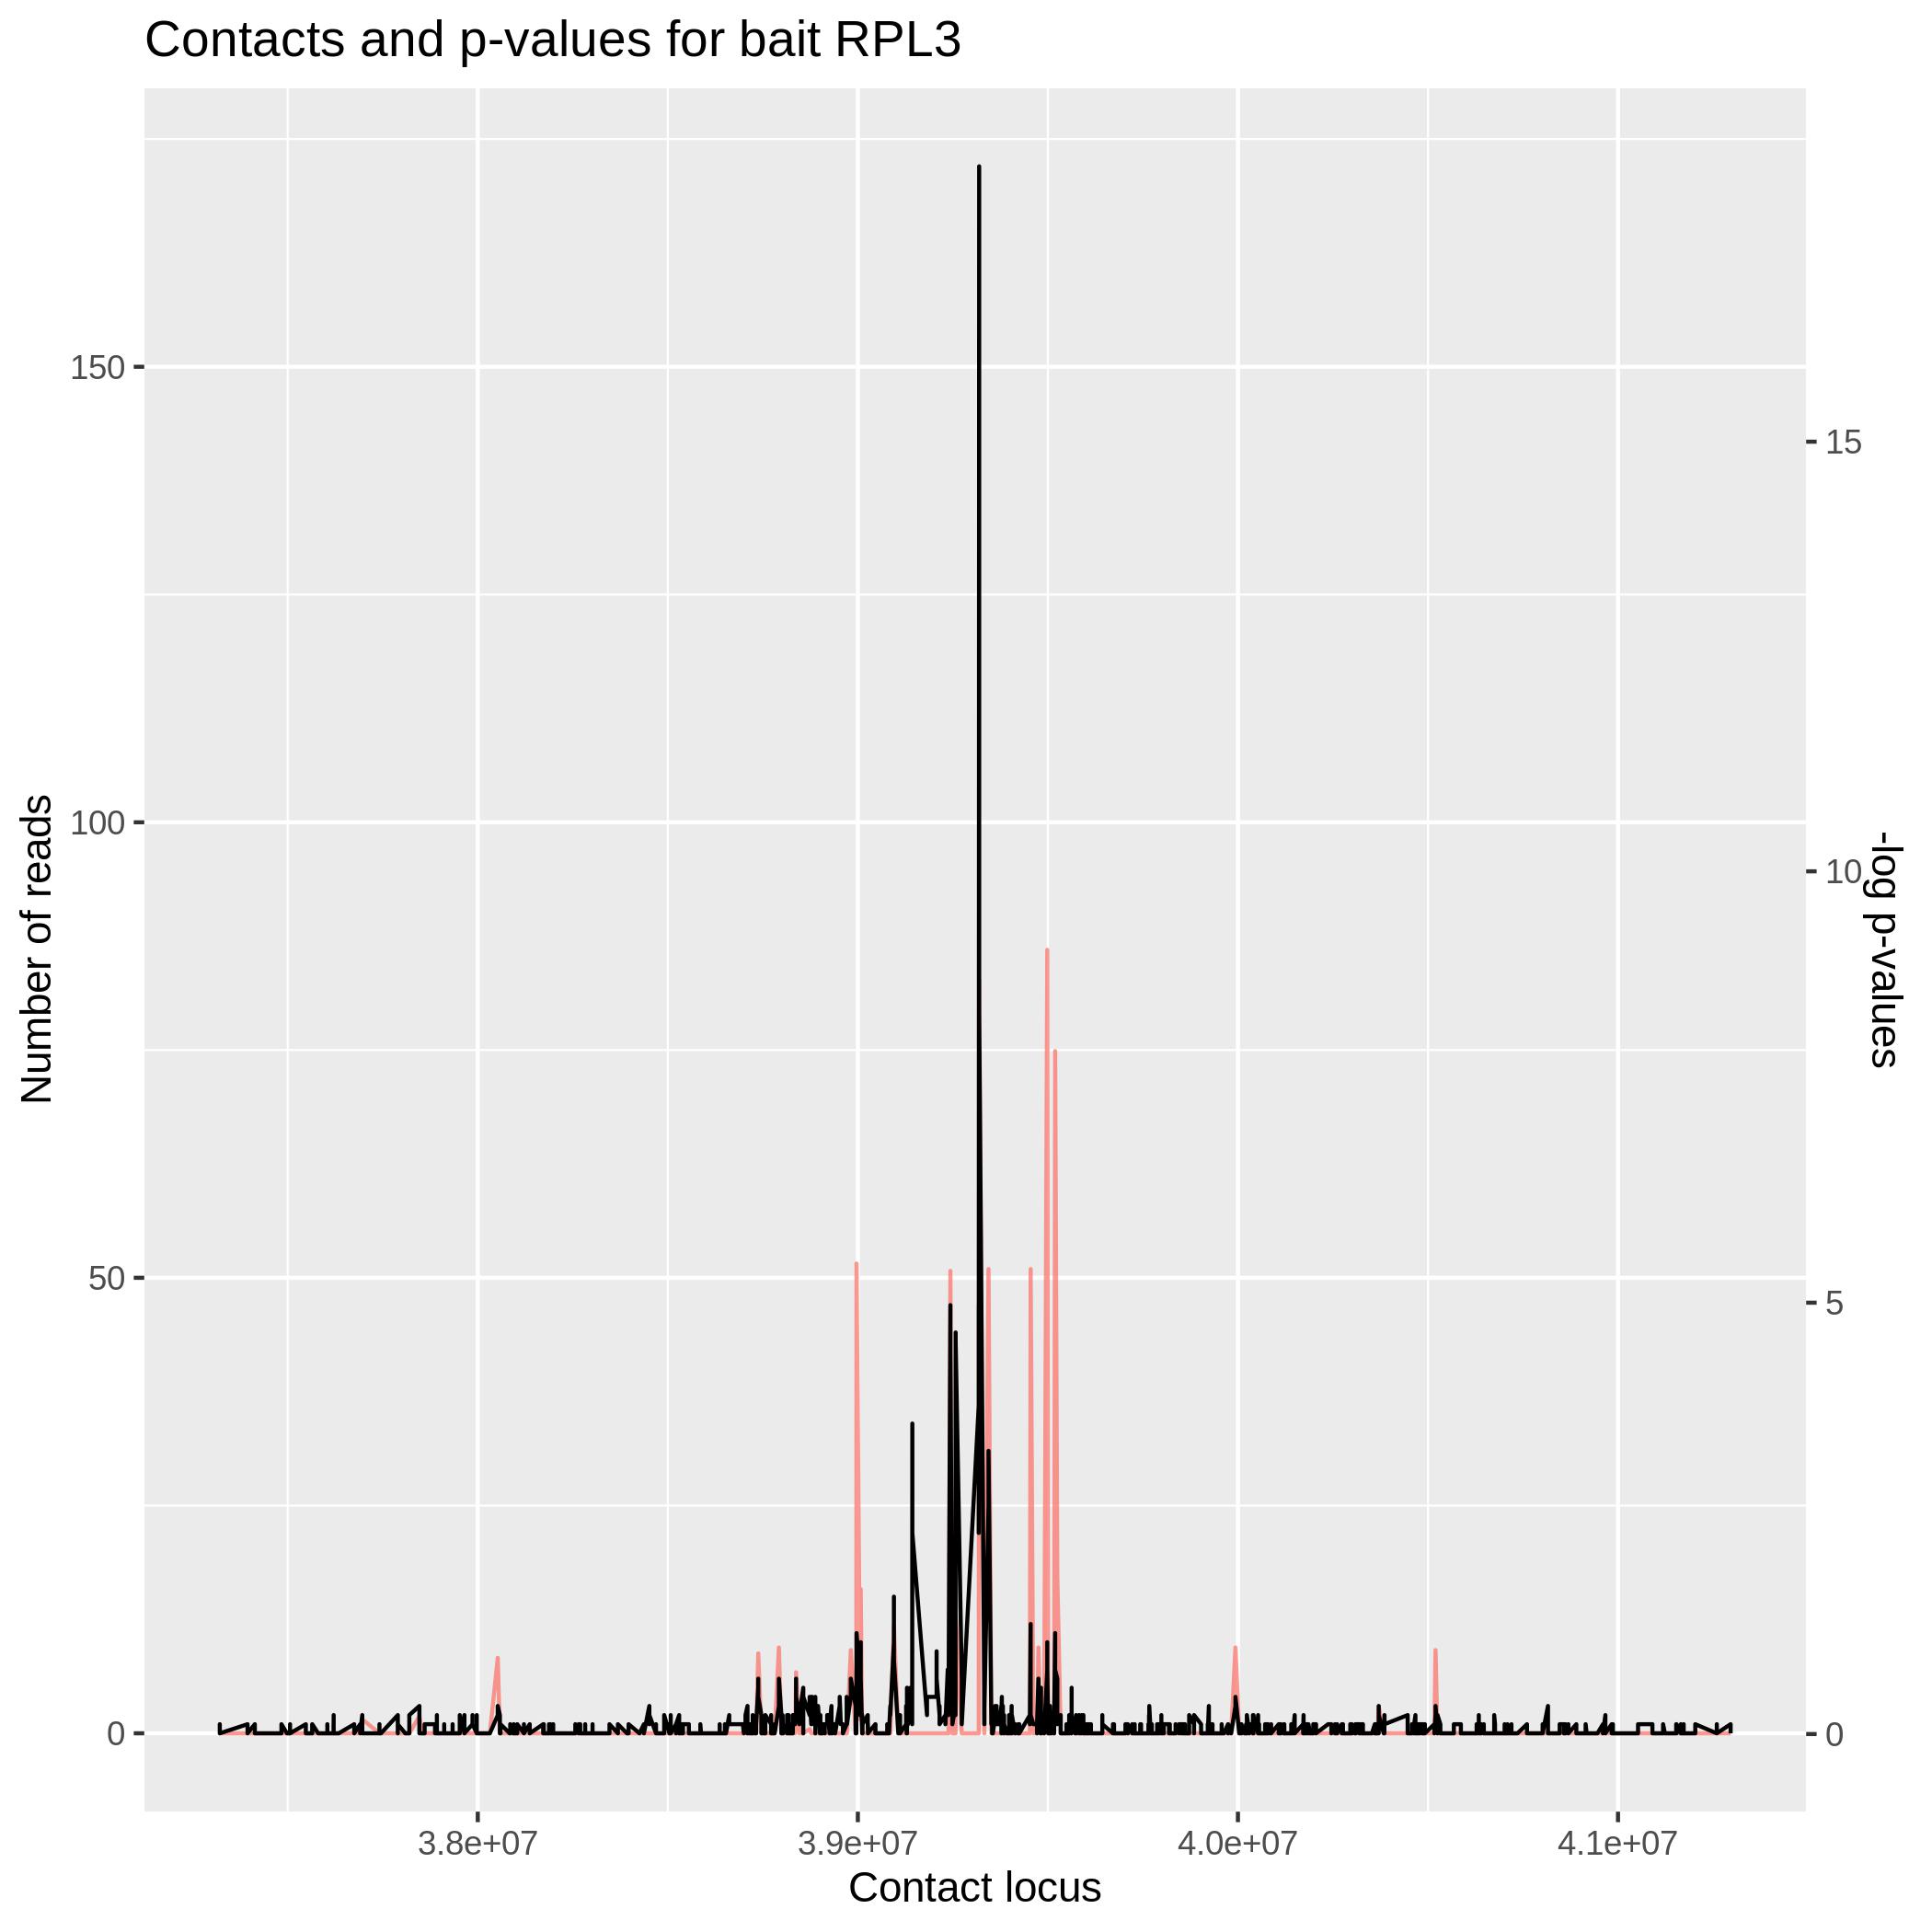 Contacts and p-values for bait RPL3
Number of reads
150
100
50
0
15
10
5
0
-log p-values
3.8e+07 3.9e+07 4.0e+07 4.1e+07
Contact locus